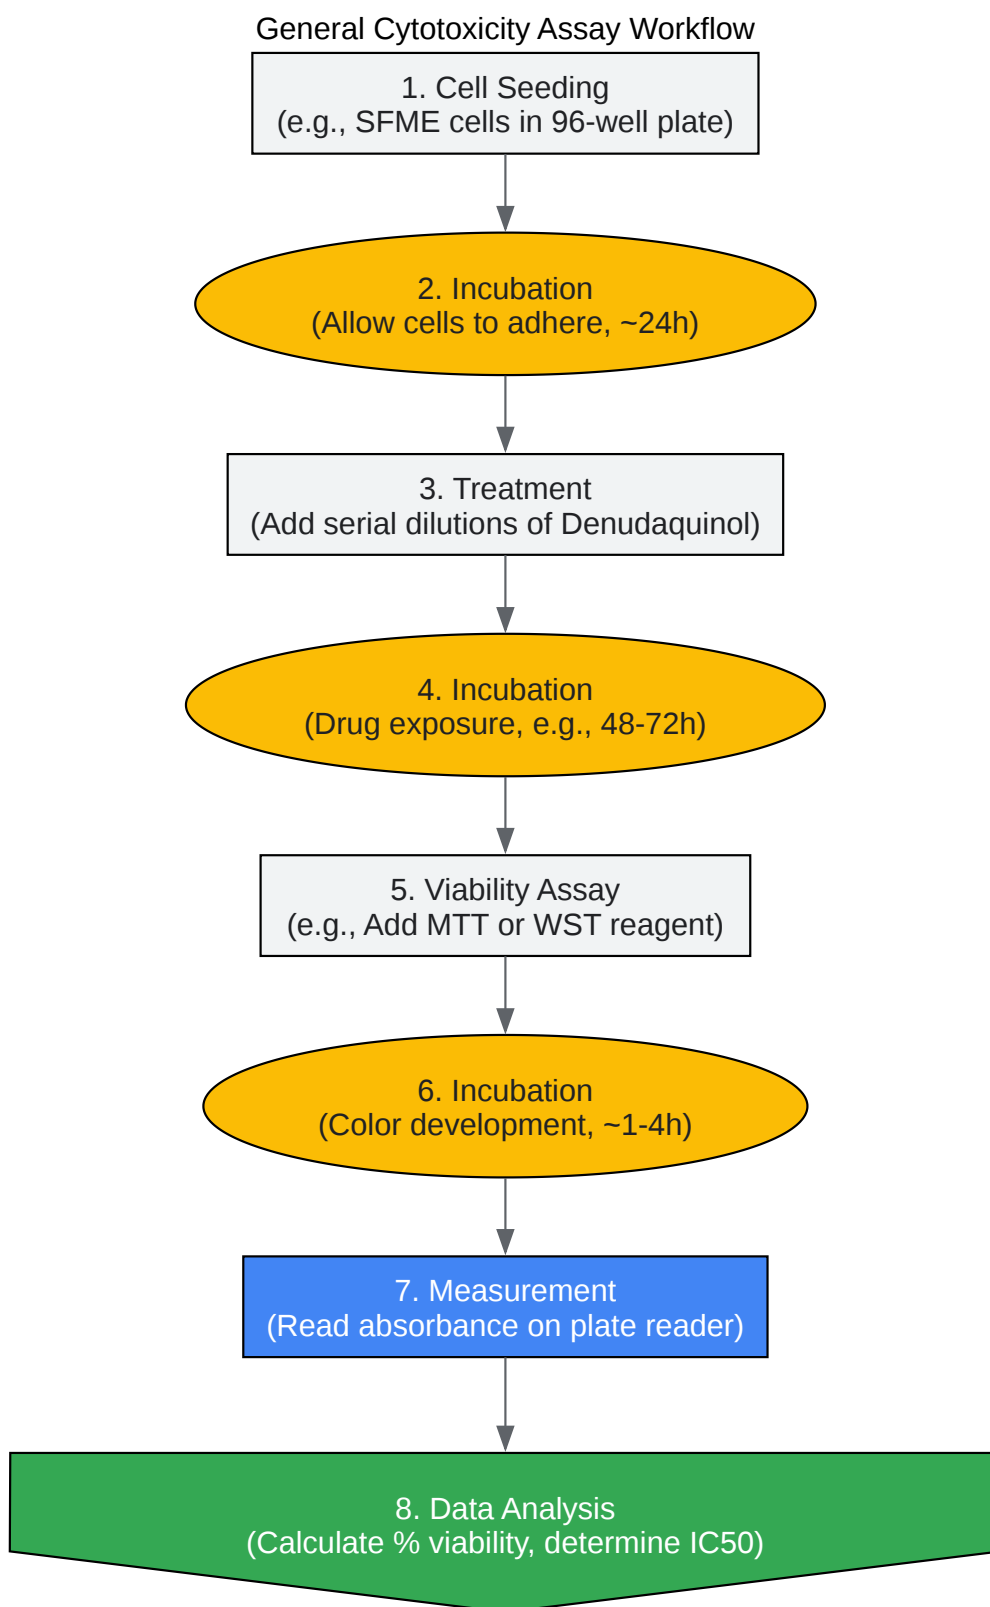 General Cytotoxicity Assay Workflow
1. Cell Seeding
(e.g., SFME cells in 96-well plate)
2. Incubation
(Allow cells to adhere, ~24h)
3. Treatment
(Add serial dilutions of Denudaquinol)
4. Incubation
(Drug exposure, e.g., 48-72h)
5. Viability Assay
(e.g., Add MTT or WST reagent)
6. Incubation
(Color development, ~1-4h)
7. Measurement
(Read absorbance on plate reader)
8. Data Analysis
(Calculate % viability, determine IC50)